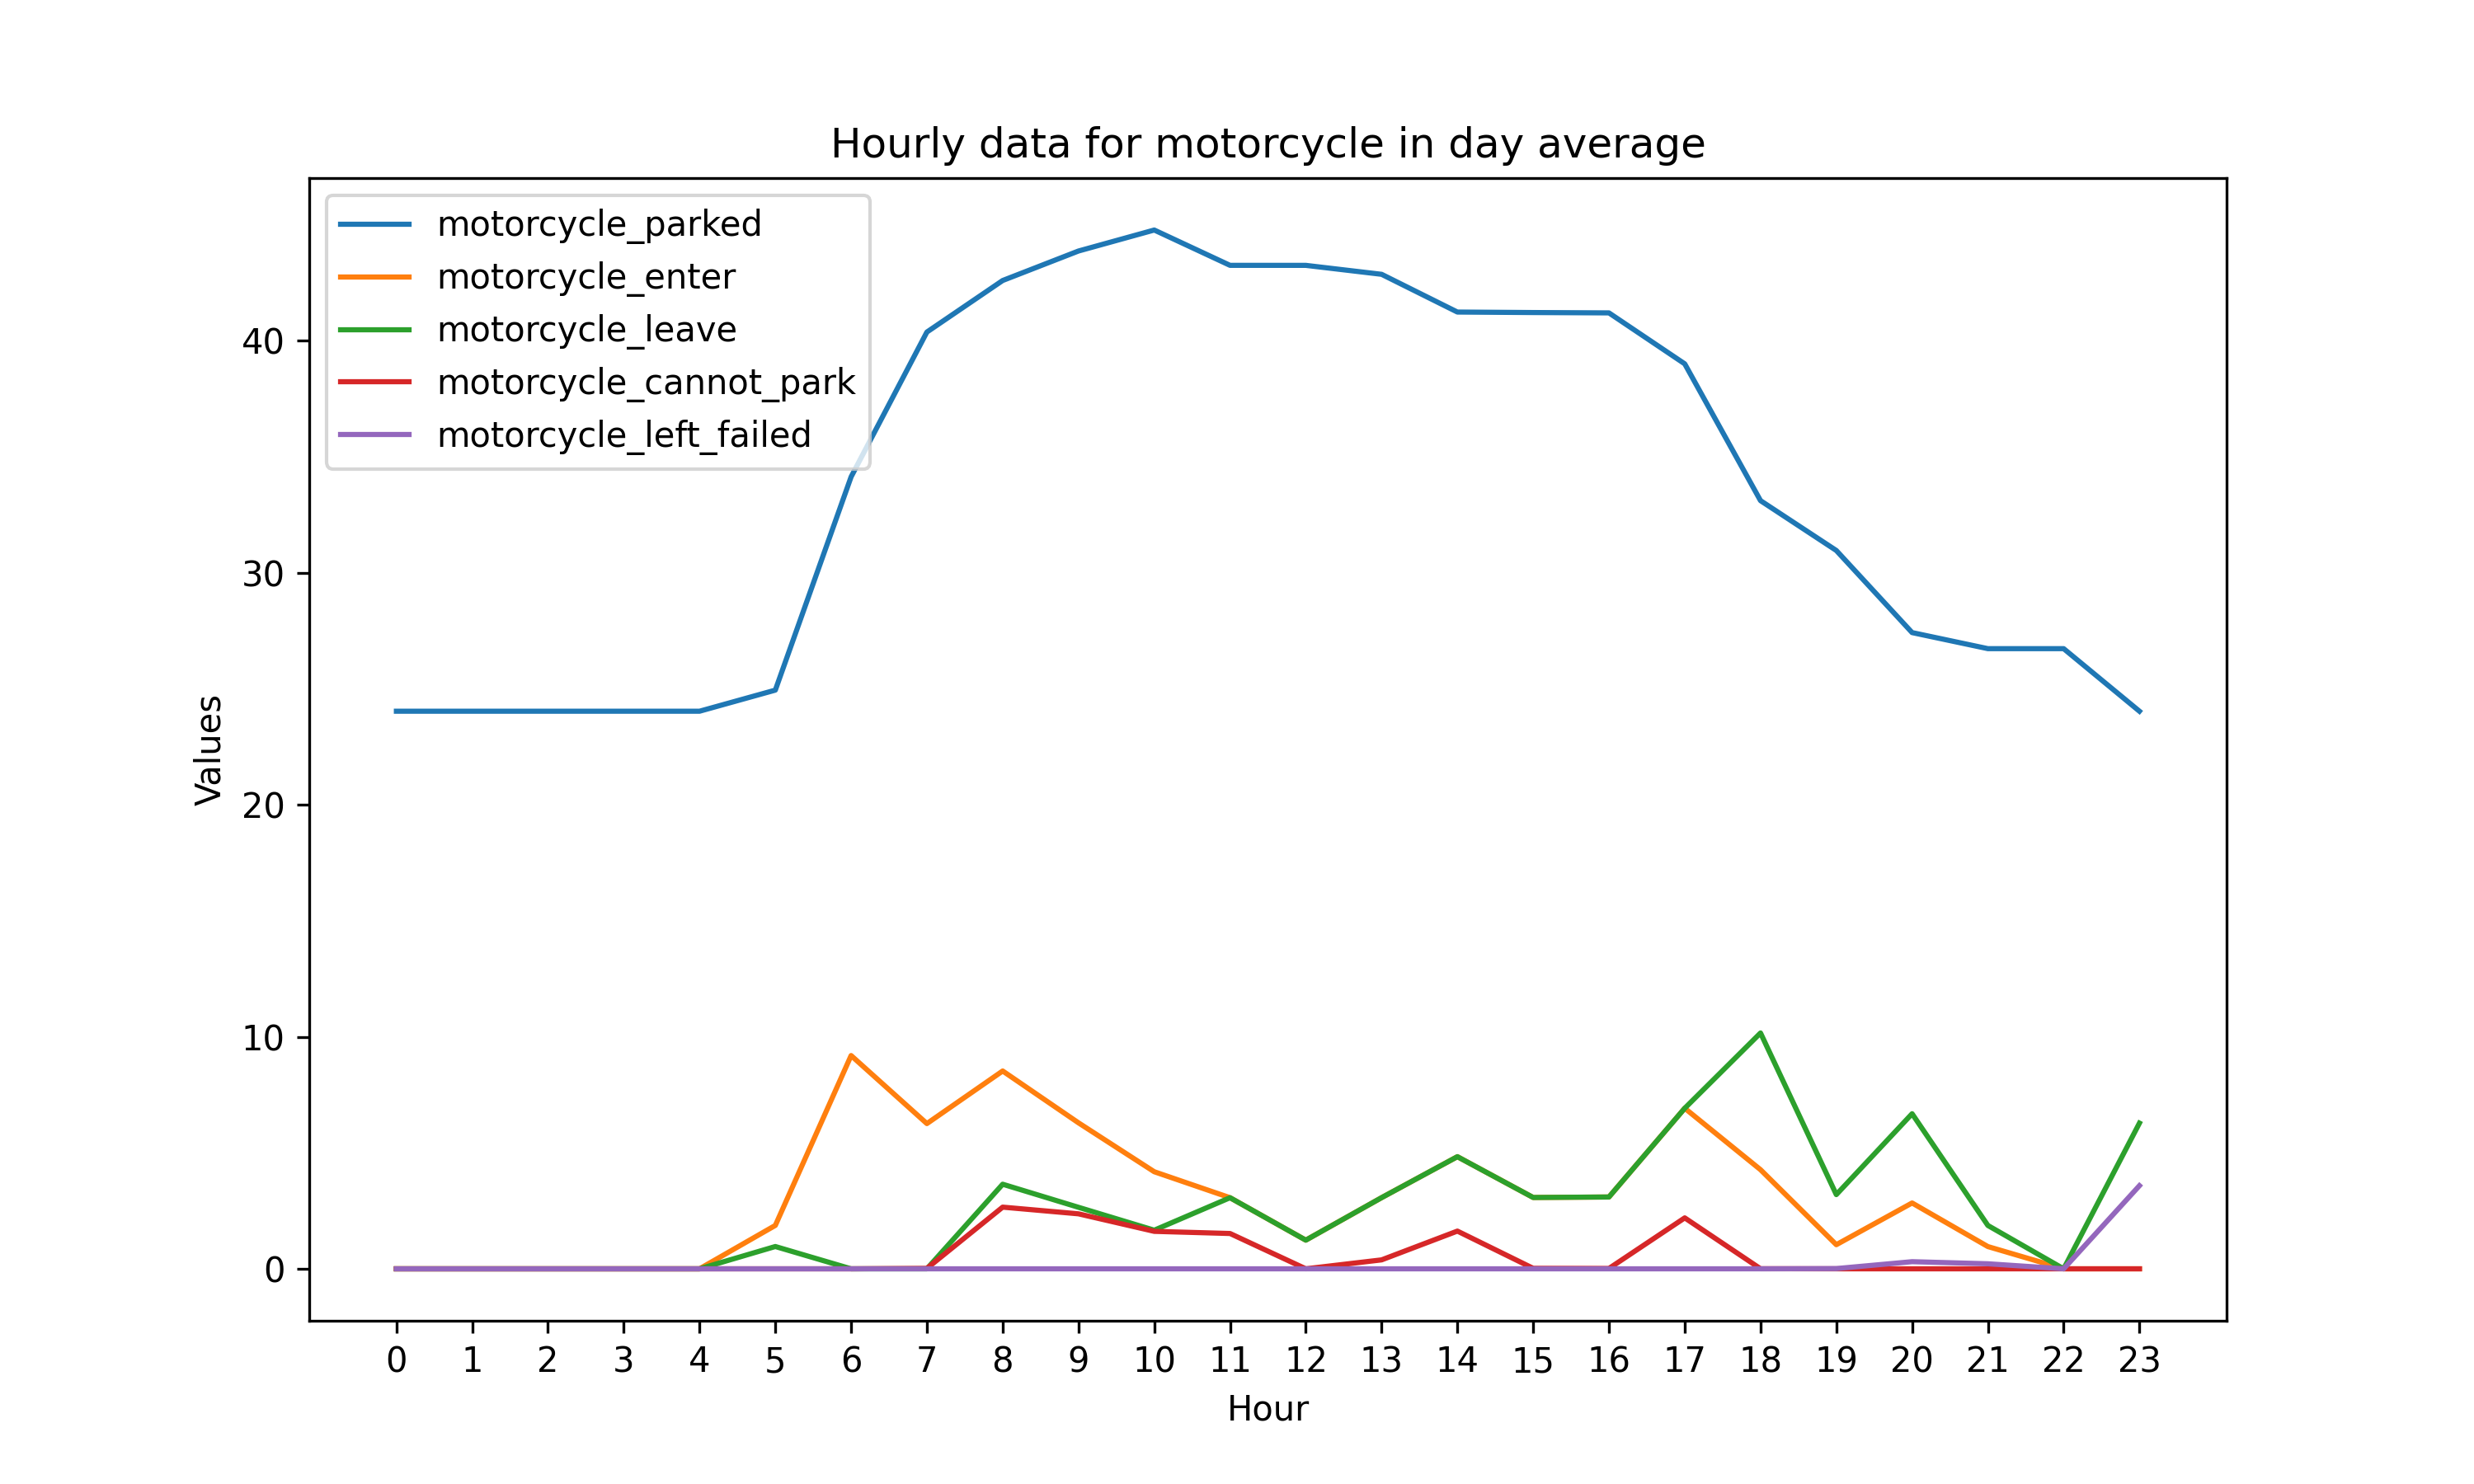 Hourly data for motorcycle in day average
motorcycle_parked
motorcycle_enter
motorcycle_leave
motorcycle_cannot_park
motorcycle_left_failed
40
30
20
10
0
Values
0 1 2 3 4 5 6 7 8 9 10 11 12 13 14 15 16 17 18 19 20 21 22 23
Hour